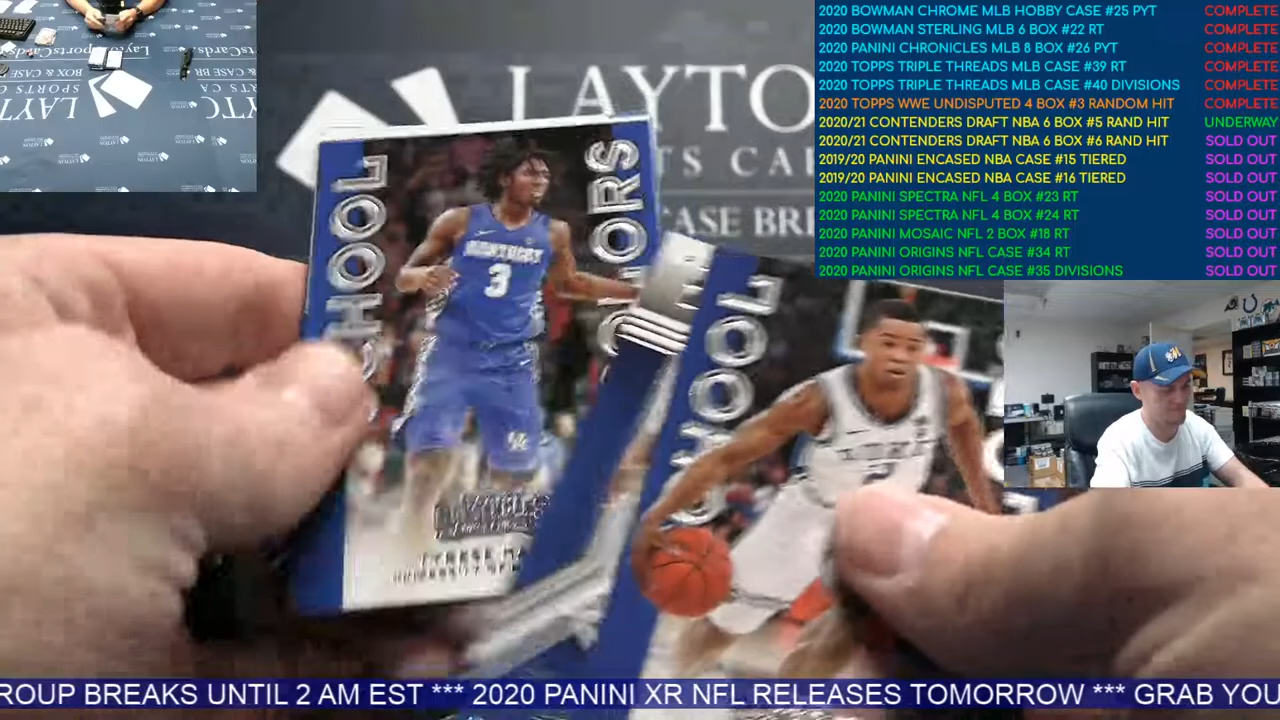 2020 BOWMAN CHROME MLB HOBBY CASE #25 PYT COMPLETE
2020 BOWMAN STERLING MLB 6 BOX #22 RT COMPLETE
2020 PANINI CHRONICLES MLB 8 BOX #26 PYT COMPLETE
2020 TOPPS TRIPLE THREADS MLB CASE #39 RT COMPLETE
2020 TOPPS TRIPLE THREADS MLB CASE #40 DIVISIONS COMPLETE
2020 TOPPS WWE UNDISPUTED 4 BOX #3 RANDOM HIT COMPLETE
2020/21 CONTENDERS DRAFT NBA 6 BOX #5 RAND HIT UNDERWAY
2020/21 CONTENDERS DRAFT NBA 6 BOX #6 RAND HIT SOLD OUT
2019/20 PANINI ENCASED NBA CASE #15 TIERED SOLD OUT
2019/20 PANINI ENCASED NBA CASE #16 TIERED SOLD OUT
2020 PANINI SPECTRA NFL 4 BOX #23 RT SOLD OUT
2020 PANINI SPECTRA NFL 4 BOX #24 RT SOLD OUT
2020 PANINI MOSAIC NFL 2 BOX #18 RT SOLD OUT
2020 PANINI ORIGINS NFL CASE #34 RT SOLD OUT
2020 PANINI ORIGINS NFL CASE #35 DIVISIONS SOLD OUT
LAYTO
TS CA
CASE BRE
CHOOL
KENTUCKY
3
HOOL
ROUP BREAKS UNTIL 2 AM EST *** 2020 PANINI XR NFL RELEASES TOMORROW *** GRAB YOU